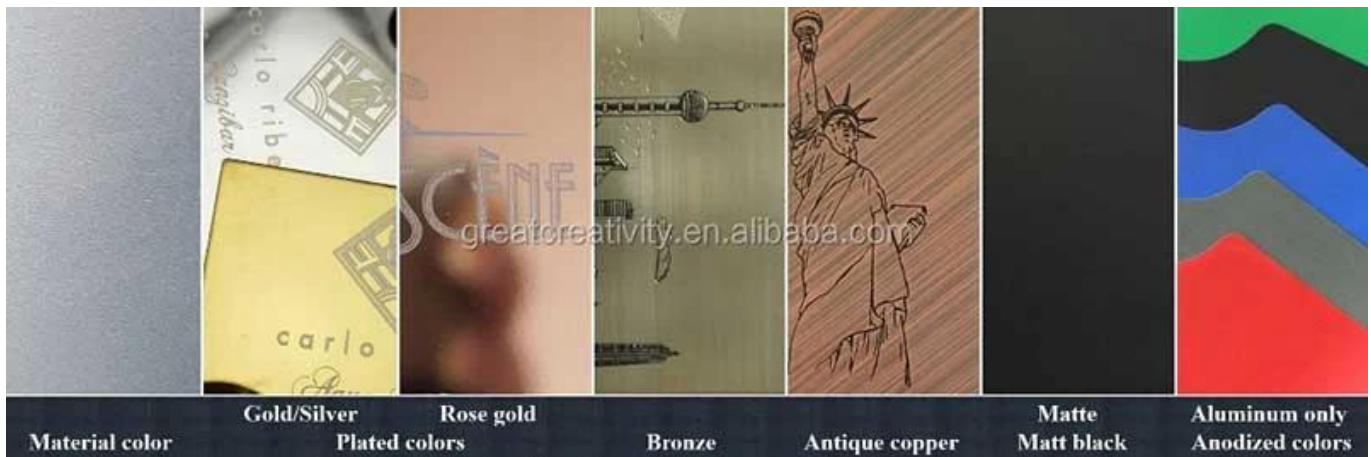 carlo ribe
carlo
SCÉNF
greatcreativity.en.alibaba.com
Gold/Silver
Rose gold
Matte
Aluminum only
Material color
Plated colors
Bronze
Antique copper
Matt black
Anodized colors